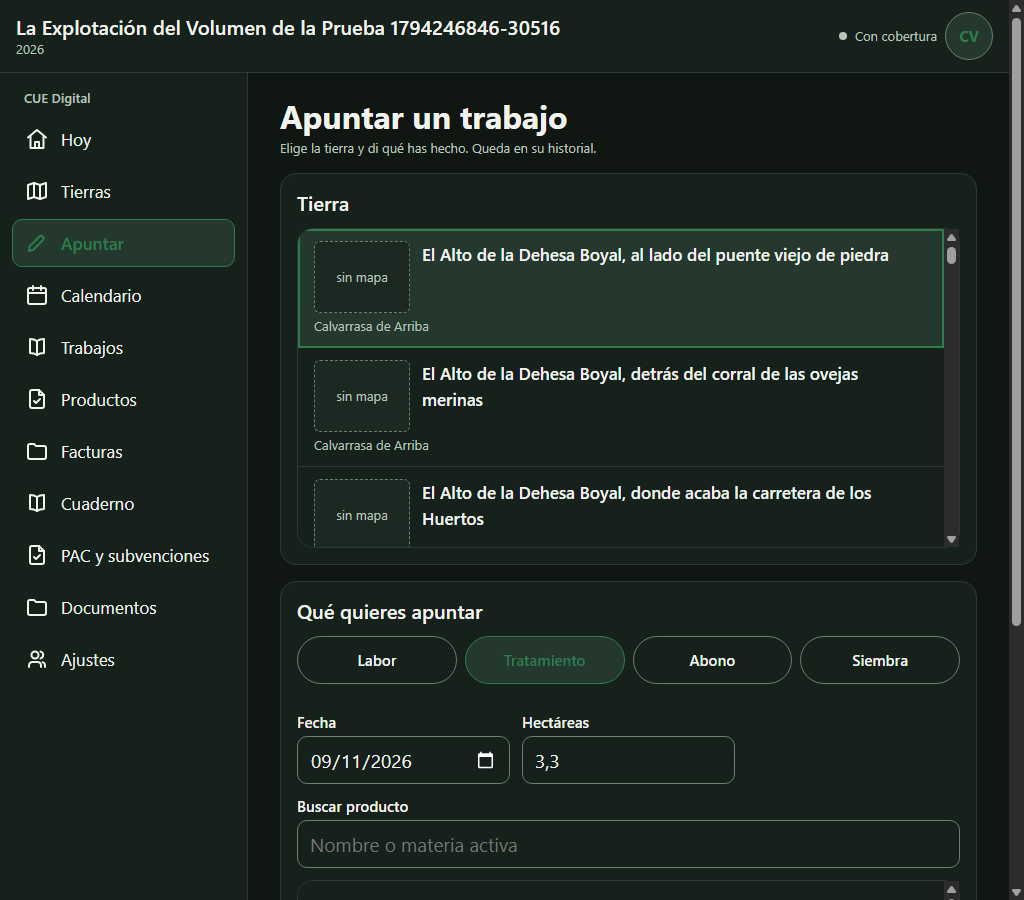 La Explotación del Volumen de la Prueba 1794246846-30516
2026
Con cobertura
CV
CUE Digital
Hoy
Tierras
Apuntar
Calendario
Trabajos
Productos
Facturas
Cuaderno
PAC y subvenciones
Documentos
Ajustes
Apuntar un trabajo
Elige la tierra y di qué has hecho. Queda en su historial.
Tierra
sin mapa
El Alto de la Dehesa Boyal, al lado del puente viejo de piedra
Calvarrasa de Arriba
sin mapa
El Alto de la Dehesa Boyal, detrás del corral de las ovejas
merinas
Calvarrasa de Arriba
sin mapa
El Alto de la Dehesa Boyal, donde acaba la carretera de los
Huertos
Qué quieres apuntar
Labor
Tratamiento
Abono
Siembra
Fecha
Hectáreas
09/11/2026
3,3
Buscar producto
Nombre o materia activa